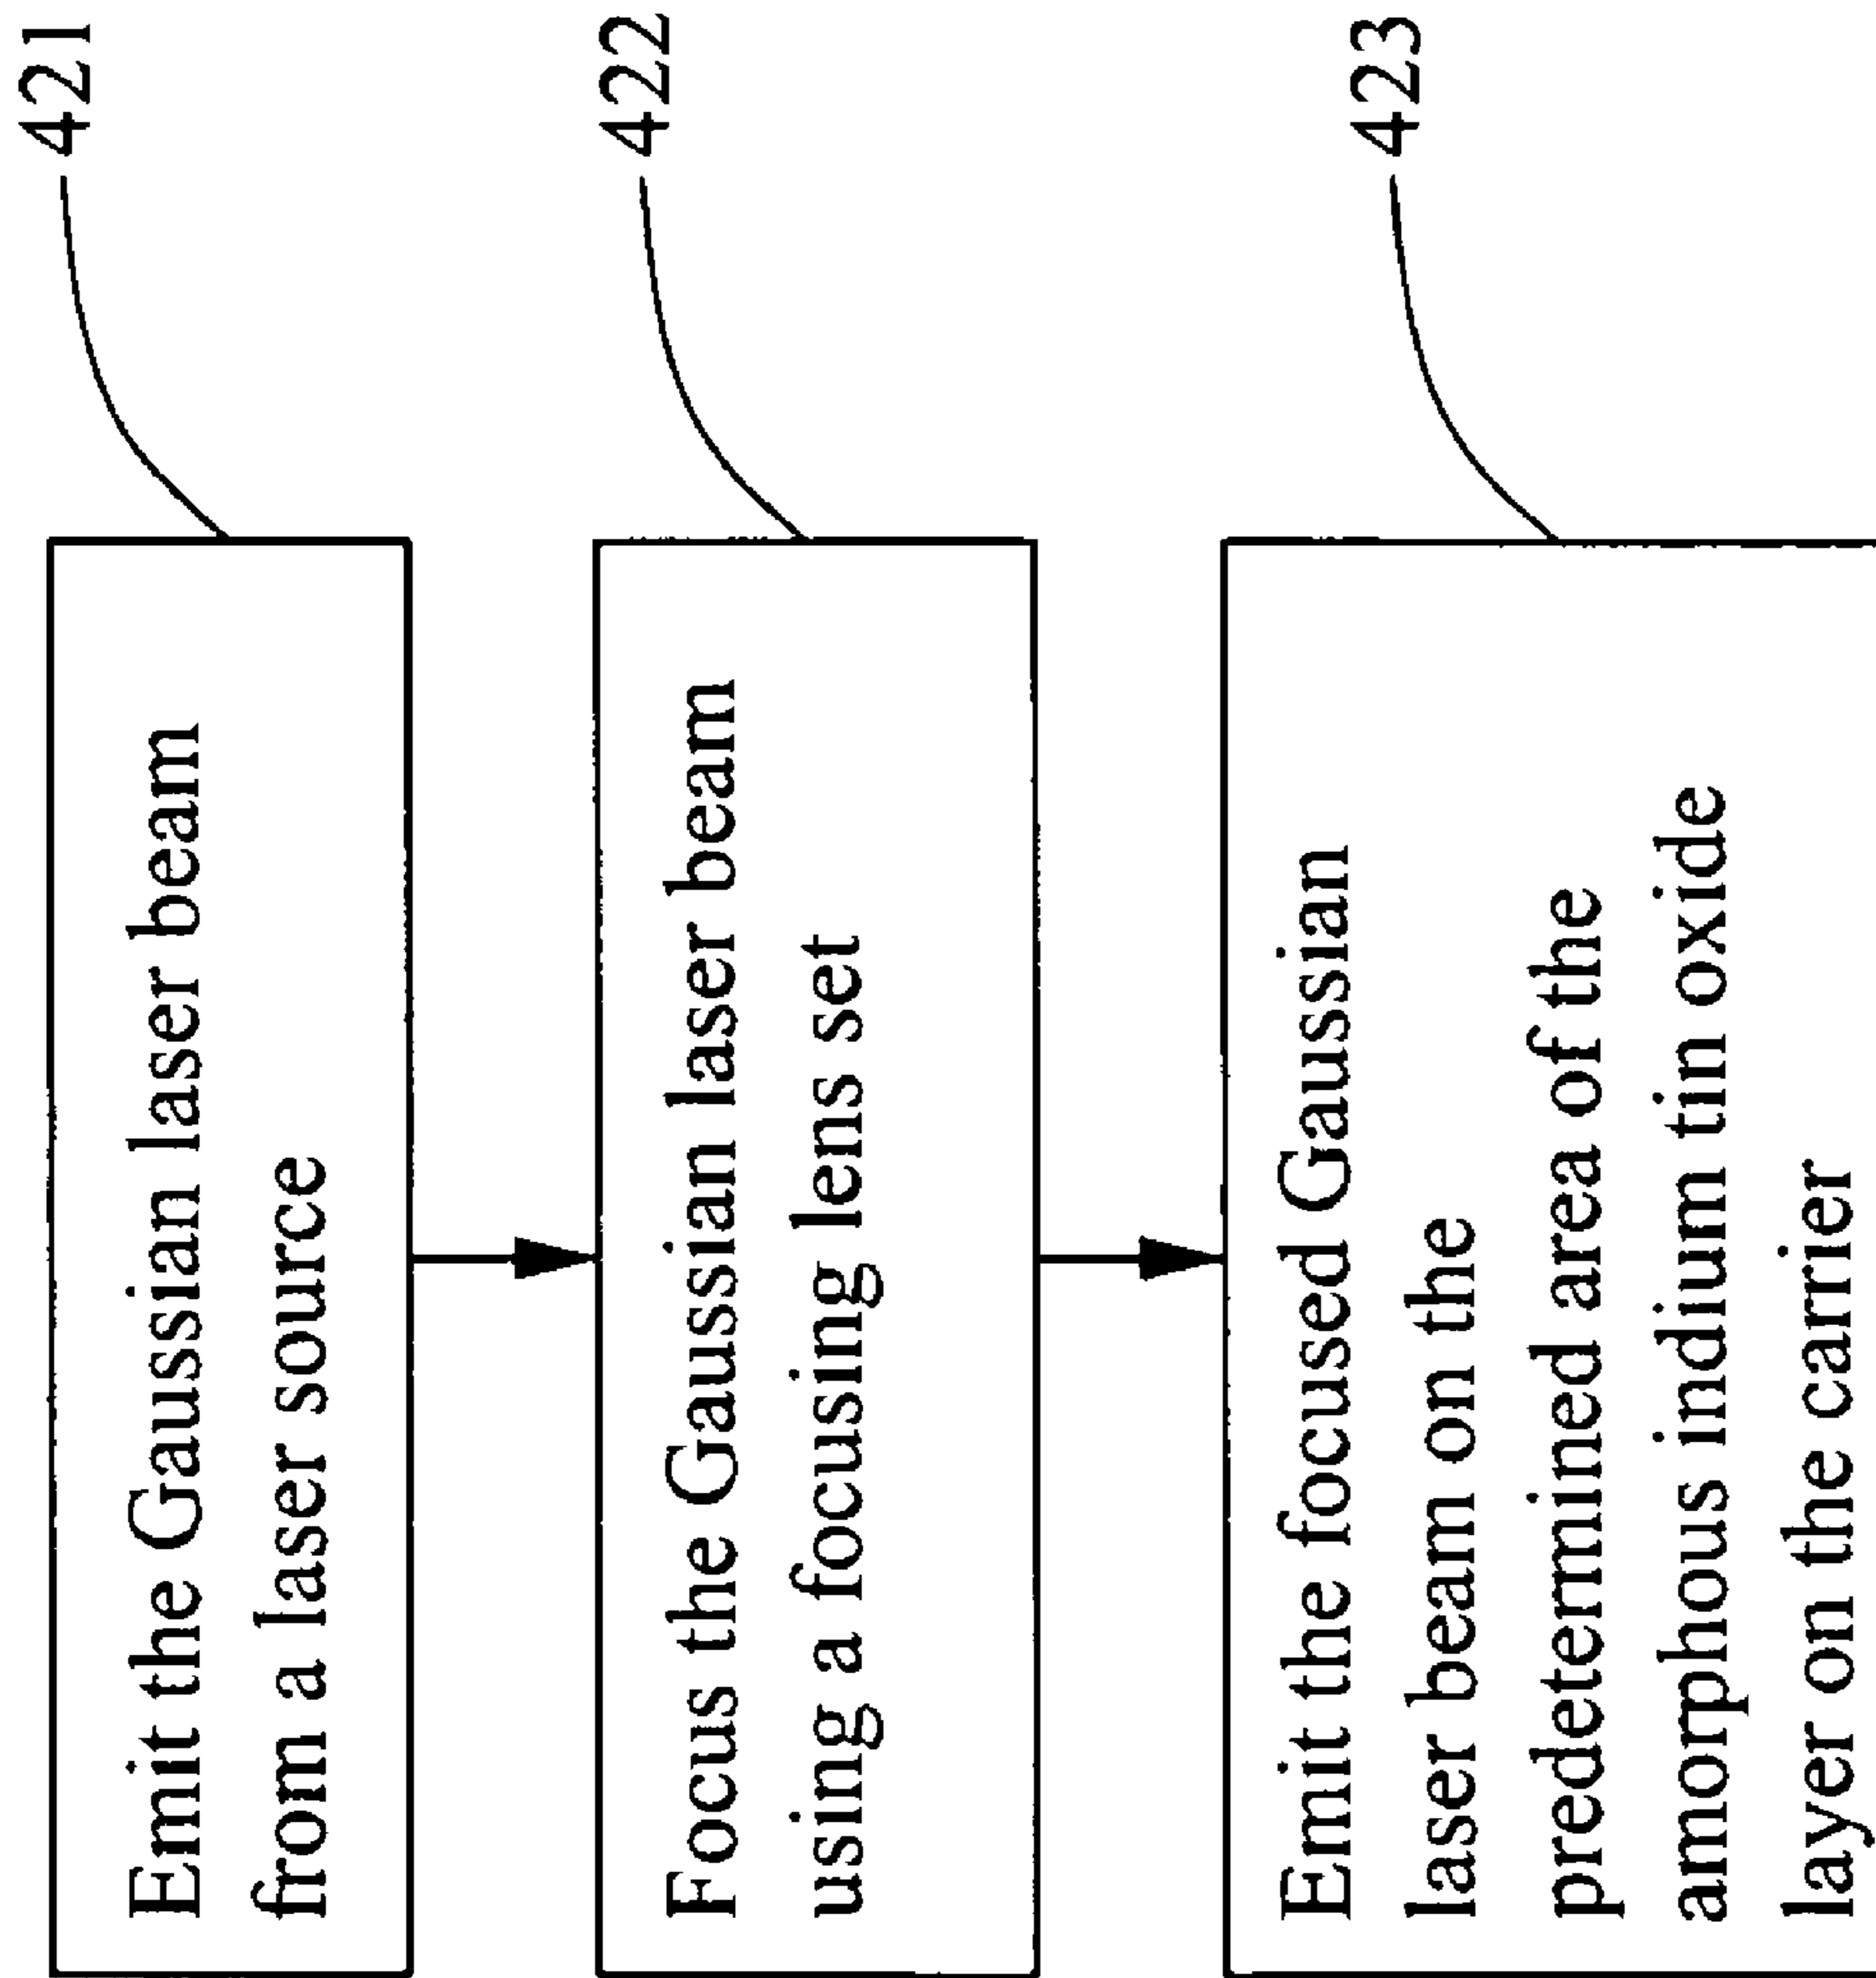 Emit the Gaussian laser beam
from a laser source
421
Focus the Gaussian laser beam
using a focusing lens set
422
Emit the focused Gaussian
laser beam on the
predetermined area of the
amorphous indium tin oxide
layer on the carrier
423